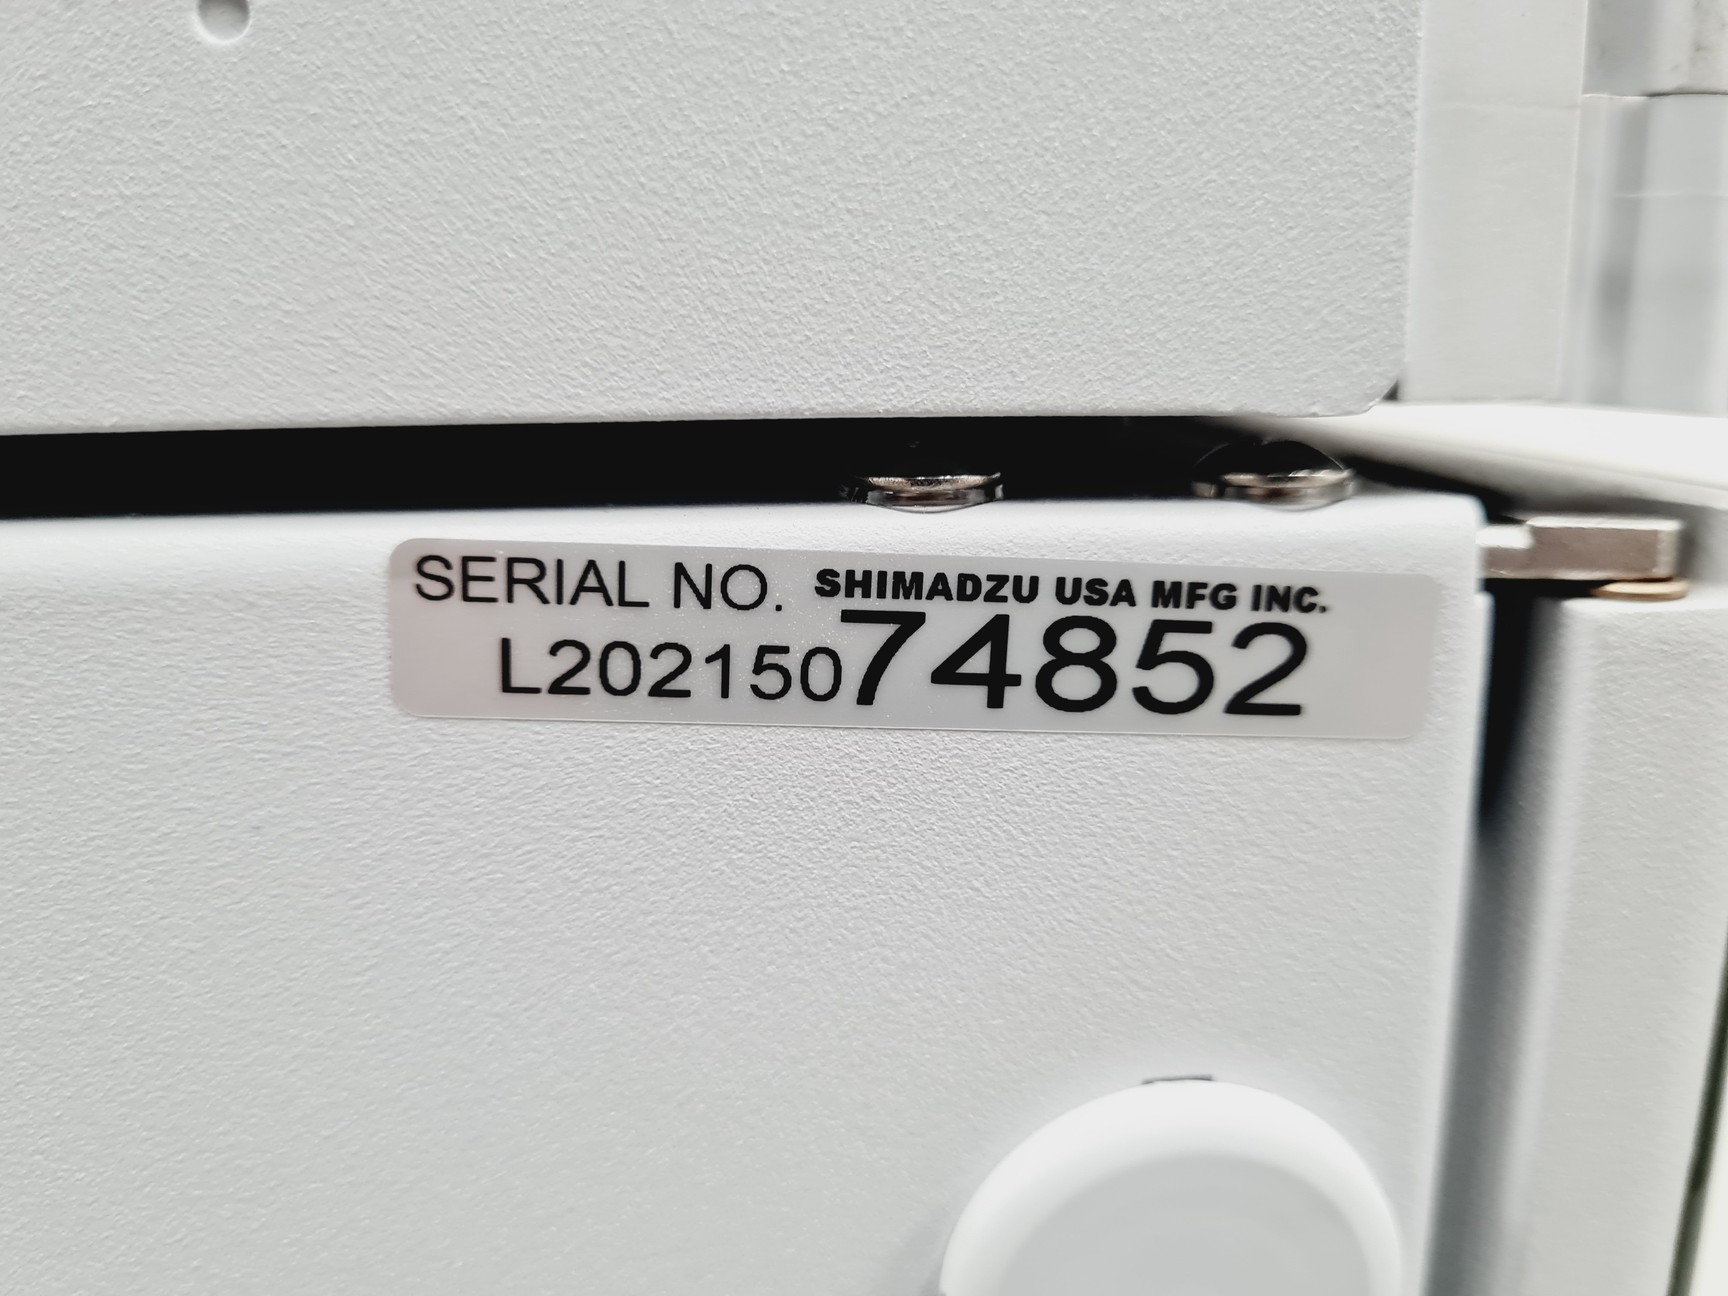 SERIAL NO. SHIMADZU USA MFG INC.
L20215074852